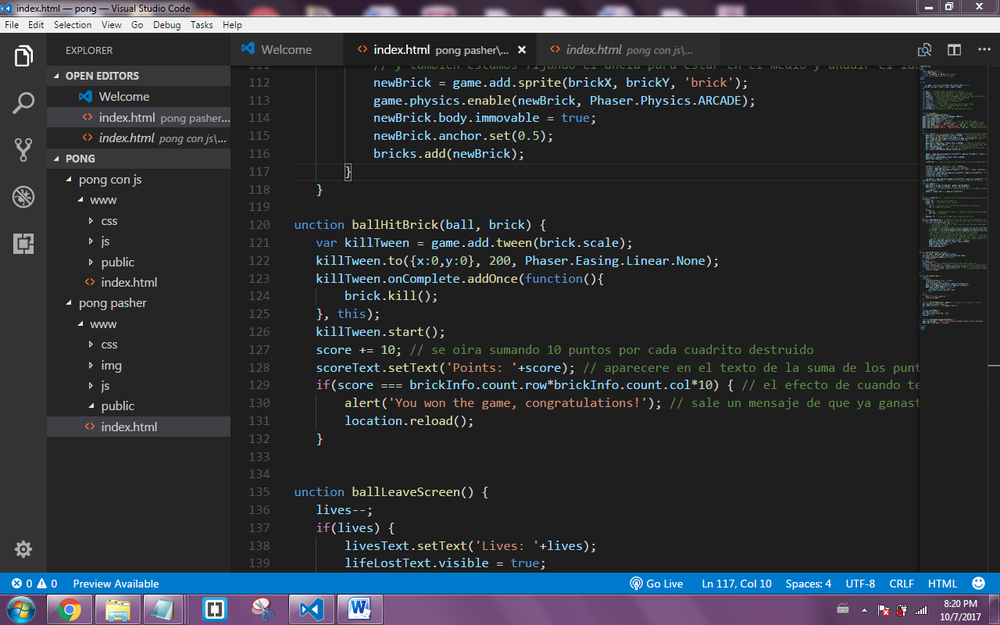 index.html — pong — Visual Studio Code
File Edit Selection View Go Debug Tasks Help
EXPLORER
OPEN EDITORS
Welcome
index.html pong pasher...
index.html pong con js\...
PONG
pong con js
www
css
js
public
index.html
pong pasher
www
css
img
js
public
index.html
Welcome index.html pong pasher\... index.html pong con js\...
111 // y tambien estamos fijando el ancla para estar en el medio y añadir el
112 newBrick = game.add.sprite(brickX, brickY, 'brick');
113 game.physics.enable(newBrick, Phaser.Physics.ARCADE);
114 newBrick.body.immovable = true;
115 newBrick.anchor.set(0.5);
116 bricks.add(newBrick);
117 }
118 }
119
120 unction ballHitBrick(ball, brick) {
121 var killTween = game.add.tween(brick.scale);
122 killTween.to({x:0,y:0}, 200, Phaser.Easing.Linear.None);
123 killTween.onComplete.addOnce(function(){
124 brick.kill();
125 }, this);
126 killTween.start();
127 score += 10; // se oira sumando 10 puntos por cada cuadrito destruido
128 scoreText.setText('Points: '+score); // aparecere en el texto de la suma de los punt
129 if(score === brickInfo.count.row*brickInfo.count.col*10) { // el efecto de cuando te
130 alert('You won the game, congratulations!'); // sale un mensaje de que ya ganast
131 location.reload();
132 }
133
134
135 unction ballLeaveScreen() {
136 lives--;
137 if(lives) {
138 livesText.setText('Lives: '+lives);
139 lifeLostText.visible = true;
0 0 Preview Available Go Live Ln 117, Col 10 Spaces: 4 UTF-8 CRLF HTML
8:20 PM
10/7/2017